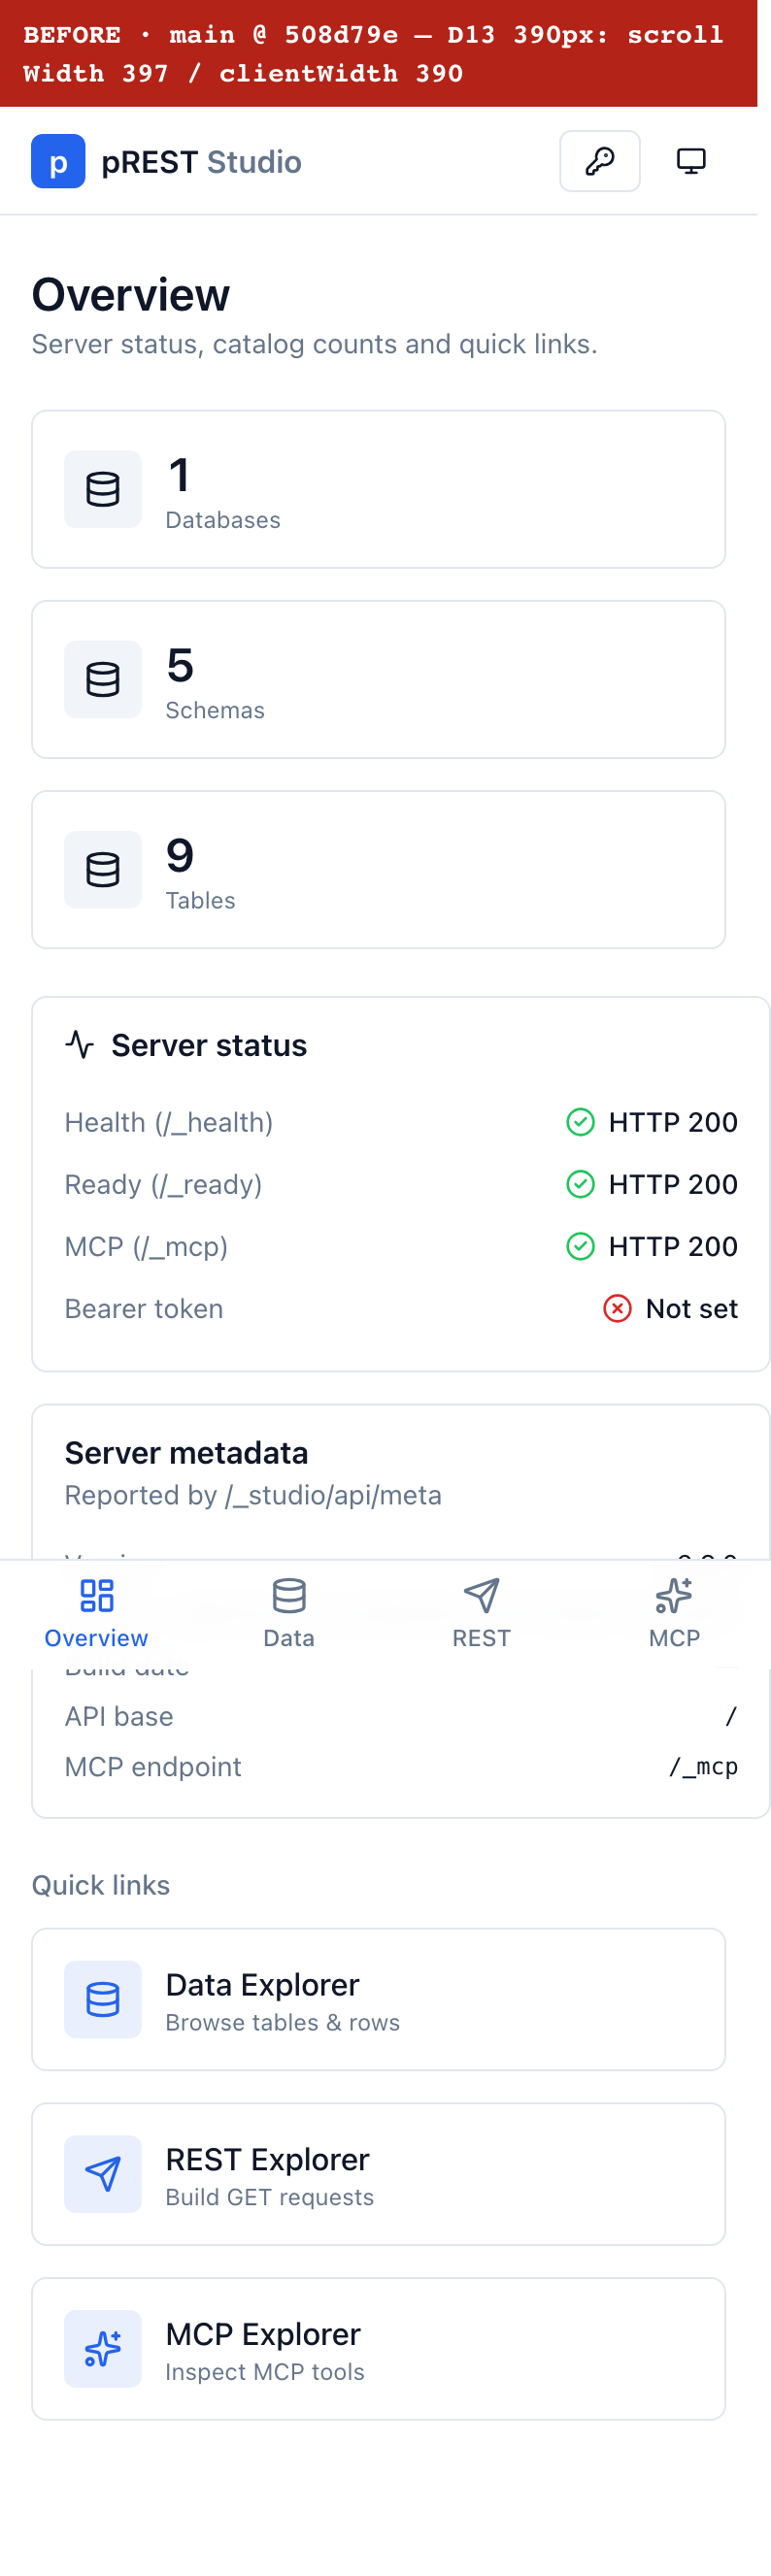 BEFORE · main @ 508d79e — D13 390px: scroll
Width 397 / clientWidth 390
p pREST Studio
Overview
Server status, catalog counts and quick links.
1
Databases
5
Schemas
9
Tables
Server status
Health (/_health) HTTP 200
Ready (/_ready) HTTP 200
MCP (/_mcp) HTTP 200
Bearer token Not set
Server metadata
Reported by /_studio/api/meta
Overview Data REST MCP
Build date —
API base /
MCP endpoint /_mcp
Quick links
Data Explorer
Browse tables & rows
REST Explorer
Build GET requests
MCP Explorer
Inspect MCP tools